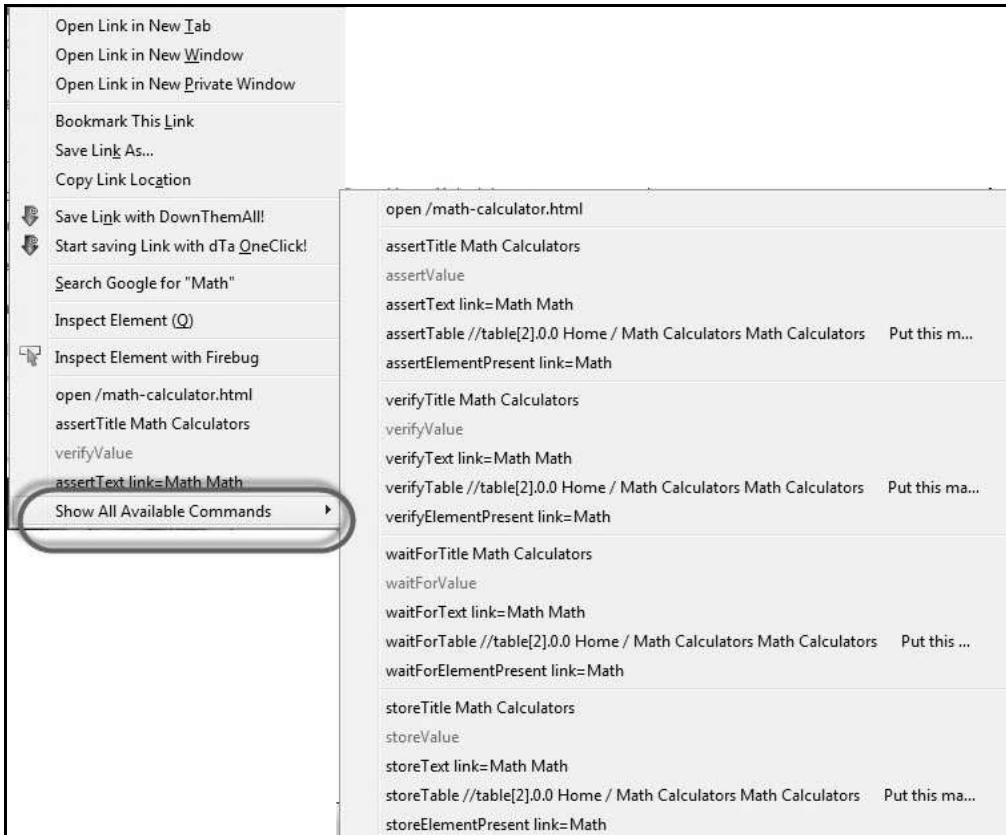 Open Link in New Tab
Open Link in New Window
Open Link in New Private Window
Bookmark This Link
Save Link As...
Copy Link Location
Save Link with DownThemAll!
Start saving Link with dTa OneClick!
Search Google for "Math"
Inspect Element (Q)
Inspect Element with Firebug
open /math-calculator.html
assertTitle Math Calculators
verifyValue
assertText link=Math Math
Show All Available Commands
open /math-calculator.html
assertTitle Math Calculators
assertValue
assertText link=Math Math
assertTable //table[2].0.0 Home / Math Calculators Math Calculators Put this m...
assertElementPresent link=Math
verifyTitle Math Calculators
verifyValue
verifyText link=Math Math
verifyTable //table[2].0.0 Home / Math Calculators Math Calculators Put this ma...
verifyElementPresent link=Math
waitForTitle Math Calculators
waitForValue
waitForText link=Math Math
waitForTable //table[2].0.0 Home / Math Calculators Math Calculators Put this ...
waitForElementPresent link=Math
storeTitle Math Calculators
storeValue
storeText link=Math Math
storeTable //table[2].0.0 Home / Math Calculators Math Calculators Put this ma...
storeElementPresent link=Math